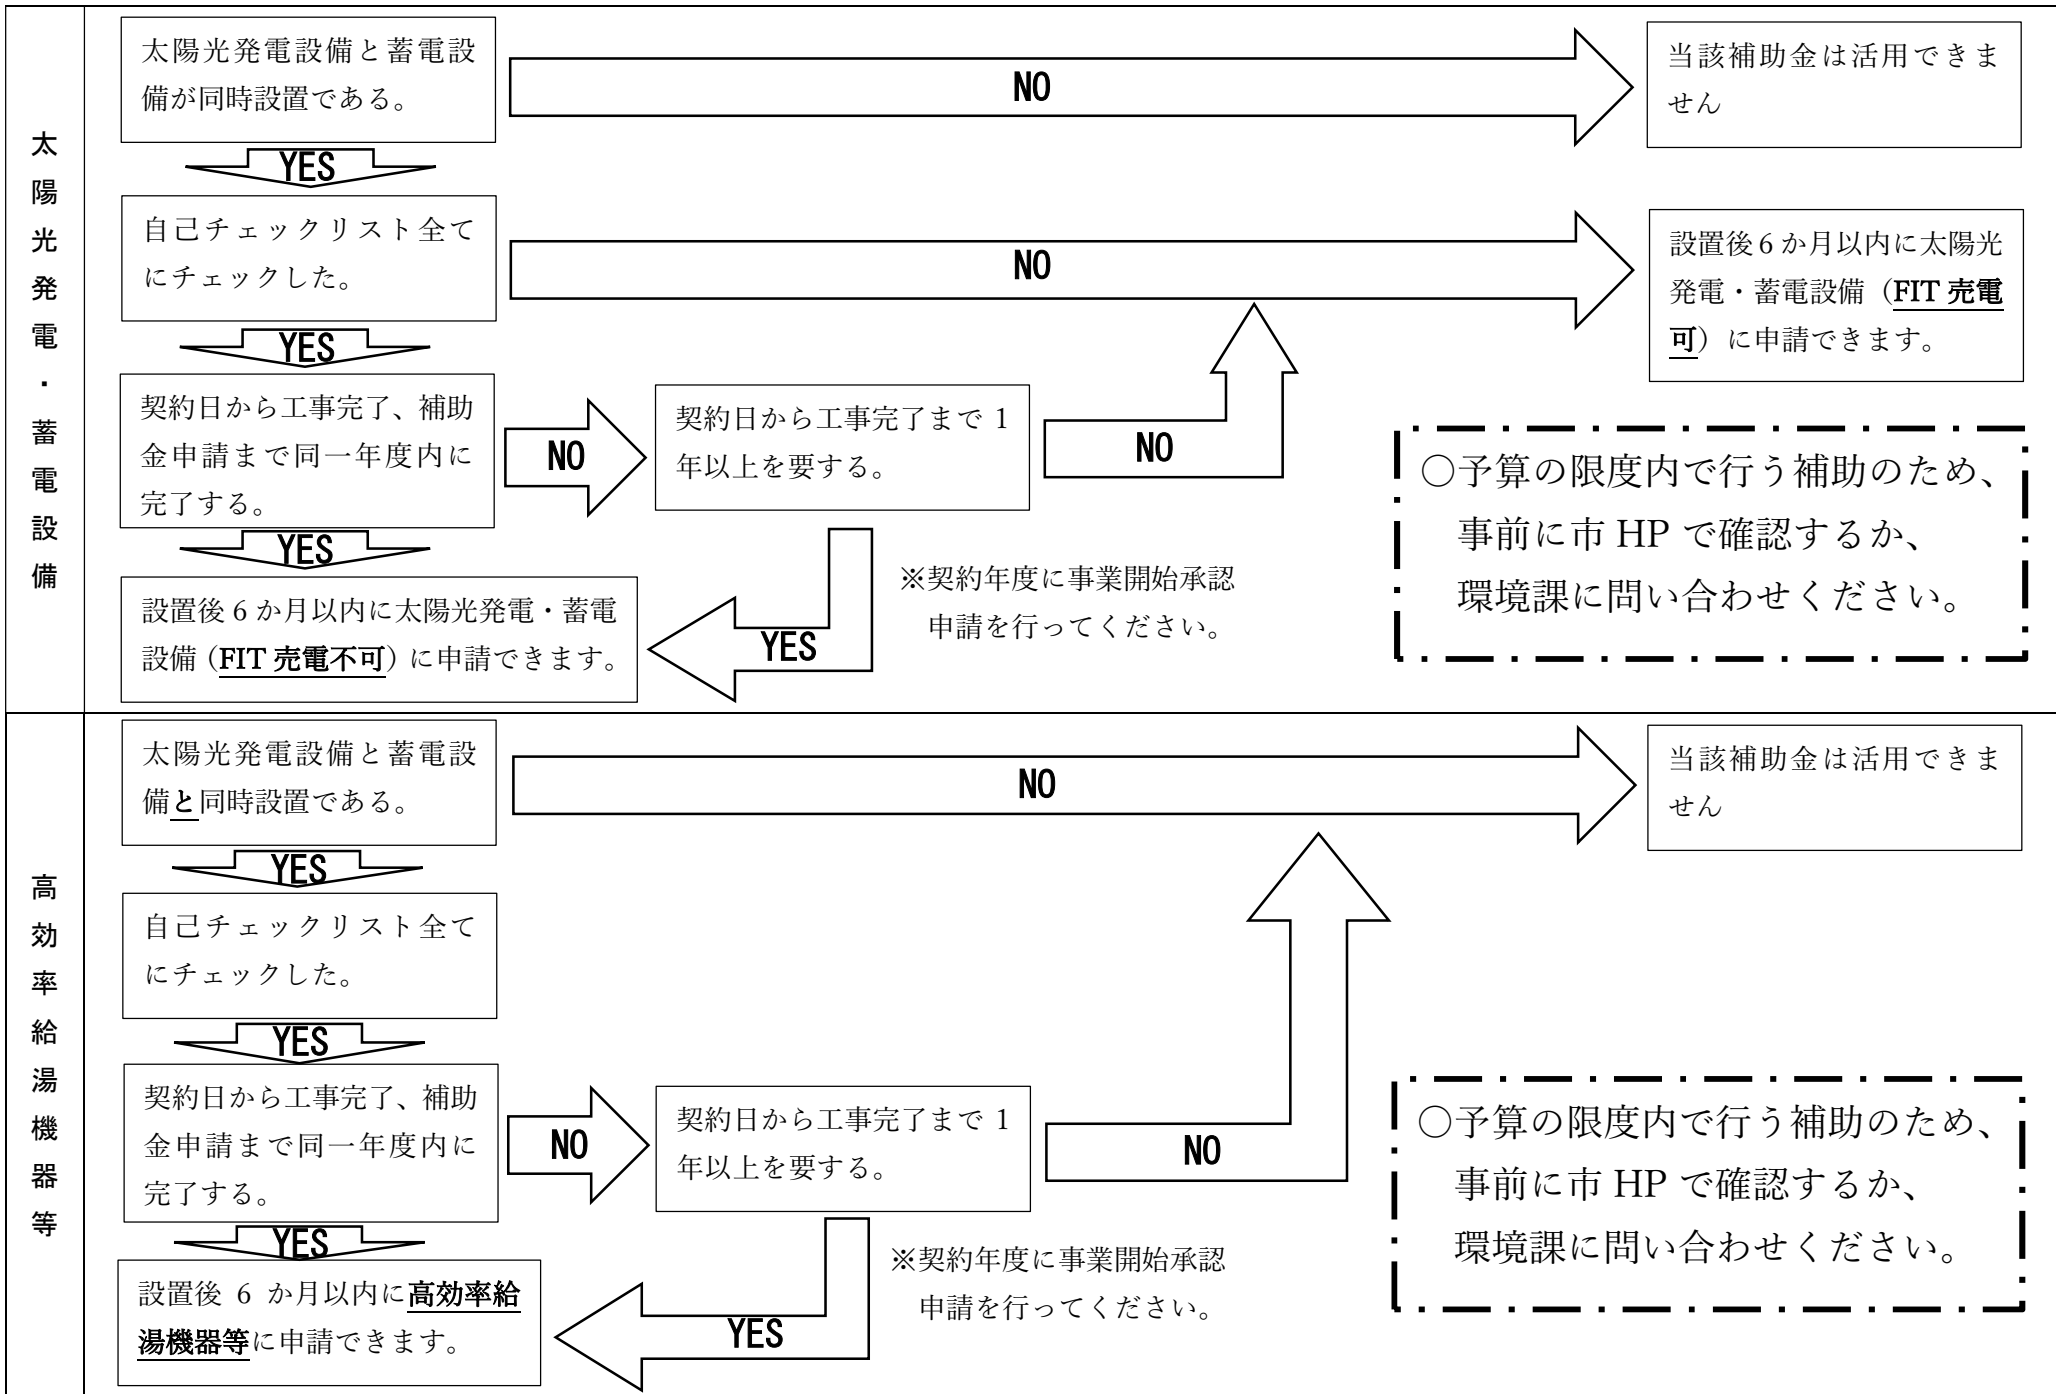 太陽光発電・蓄電設備
太陽光発電設備と蓄電設
備が同時設置である。
NO
当該補助金は活用できま
せん
YES
自己チェックリスト全て
にチェックした。
NO
設置後６か月以内に太陽光
発電・蓄電設備（FIT 売電
可）に申請できます。
YES
契約日から工事完了、補助
金申請まで同一年度内に
完了する。
NO
契約日から工事完了まで 1
年以上を要する。
NO
YES
設置後 6 か月以内に太陽光発電・蓄電
設備（FIT 売電不可）に申請できます。
YES
※契約年度に事業開始承認
申請を行ってください。
〇予算の限度内で行う補助のため、
事前に市 HP で確認するか、
環境課に問い合わせください。
高効率給湯機器等
太陽光発電設備と蓄電設
備と同時設置である。
NO
当該補助金は活用できま
せん
YES
自己チェックリスト全て
にチェックした。
YES
契約日から工事完了、補助
金申請まで同一年度内に
完了する。
NO
契約日から工事完了まで 1
年以上を要する。
NO
YES
設置後 6 か月以内に高効率給
湯機器等に申請できます。
YES
※契約年度に事業開始承認
申請を行ってください。
〇予算の限度内で行う補助のため、
事前に市 HP で確認するか、
環境課に問い合わせください。